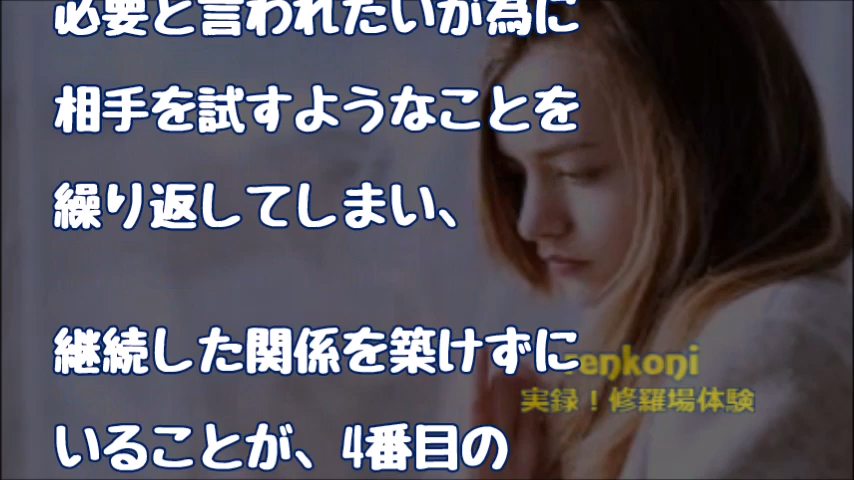 必要と言われたいが為に
相手を試すようなことを
繰り返してしまい、
継続した関係を築けずに
いることが、4番目の
renkoni
実録！修羅場体験